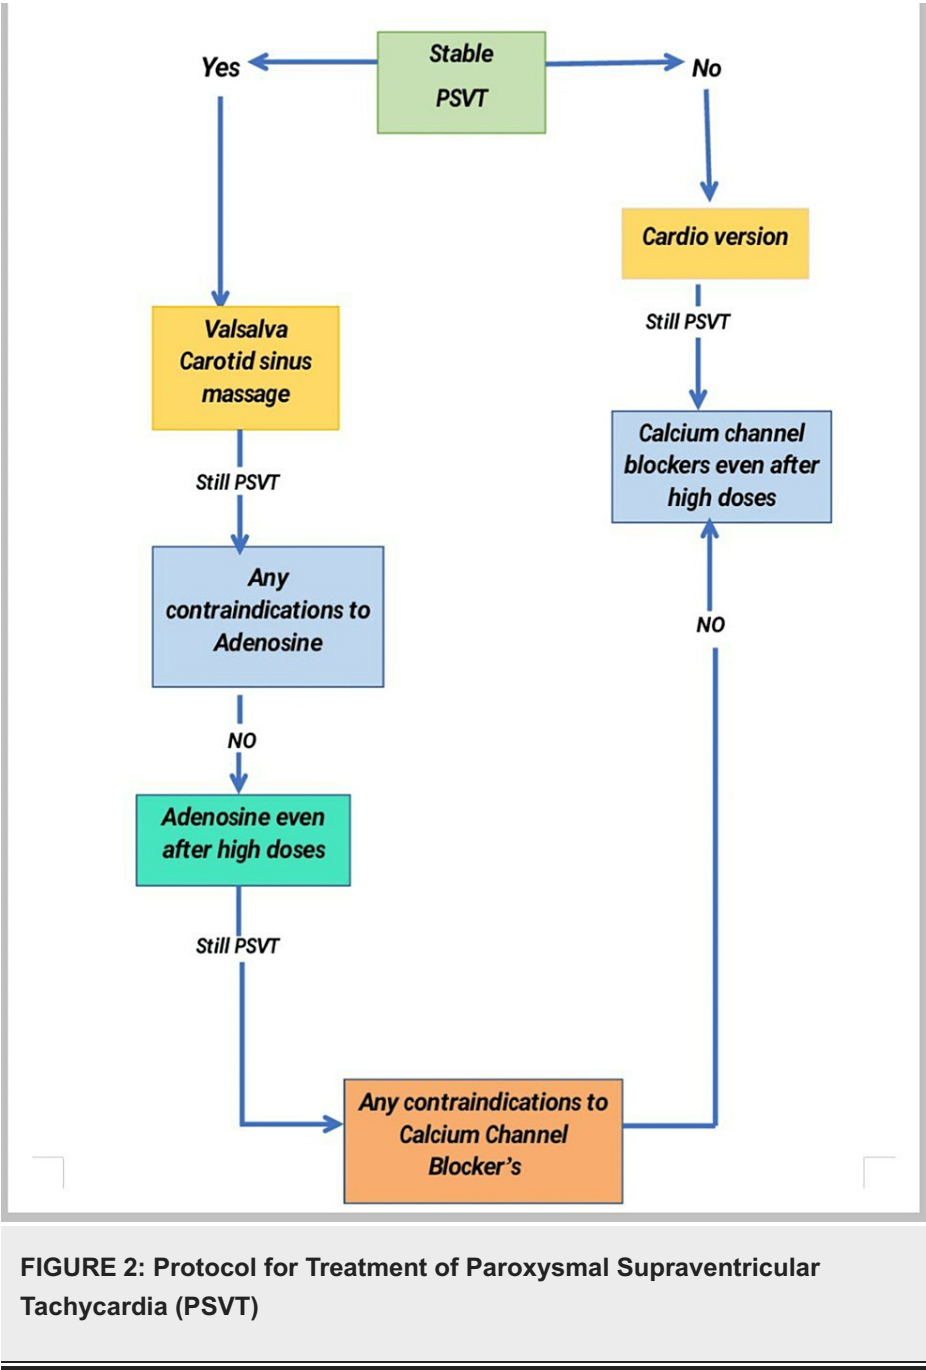 Stable
PSVT
Yes
No
Cardio version
Still PSVT
Valsalva
Carotid sinus
massage
Calcium channel
blockers even after
high doses
Still PSVT
Any
contraindications to
Adenosine
NO
NO
Adenosine even
after high doses
Still PSVT
Any contraindications to
Calcium Channel
Blocker’s
FIGURE 2: Protocol for Treatment of Paroxysmal Supraventricular
Tachycardia (PSVT)